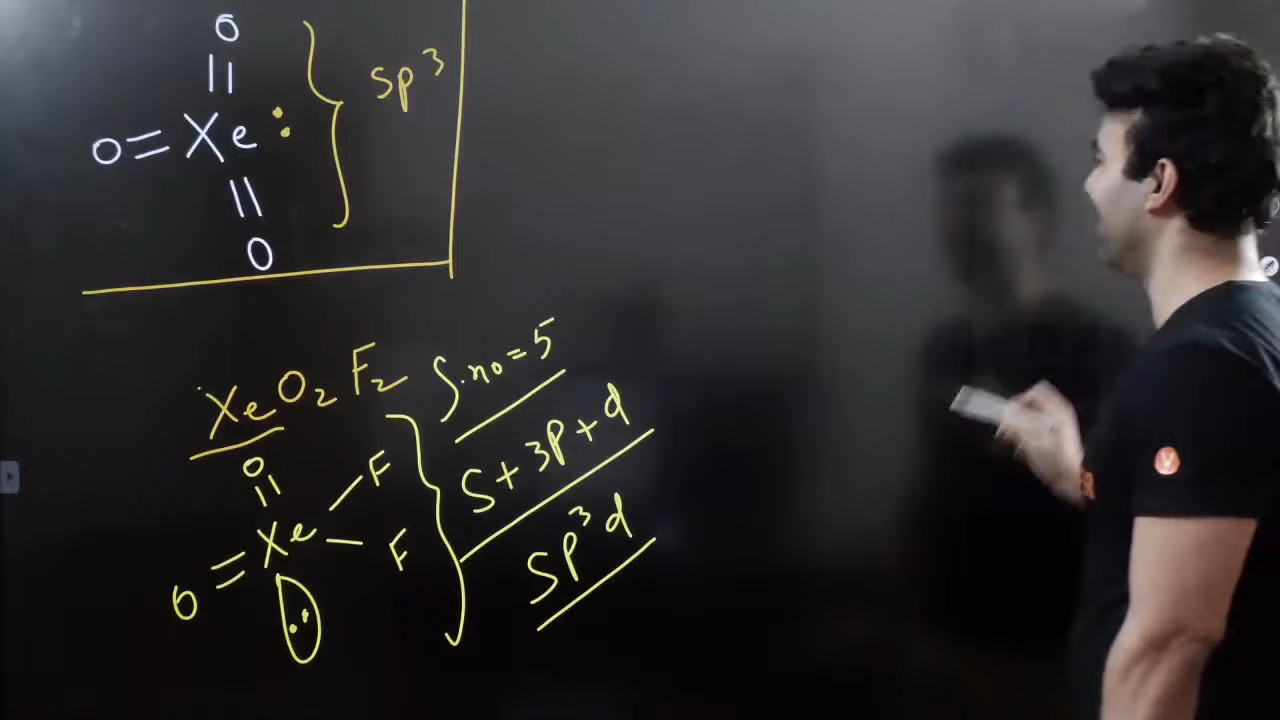 O
||
O=Xe: sp³
||
O
XeO₂F₂ S.no=5
S+3P+d
SP³d
O F
||
Xe — F
O=